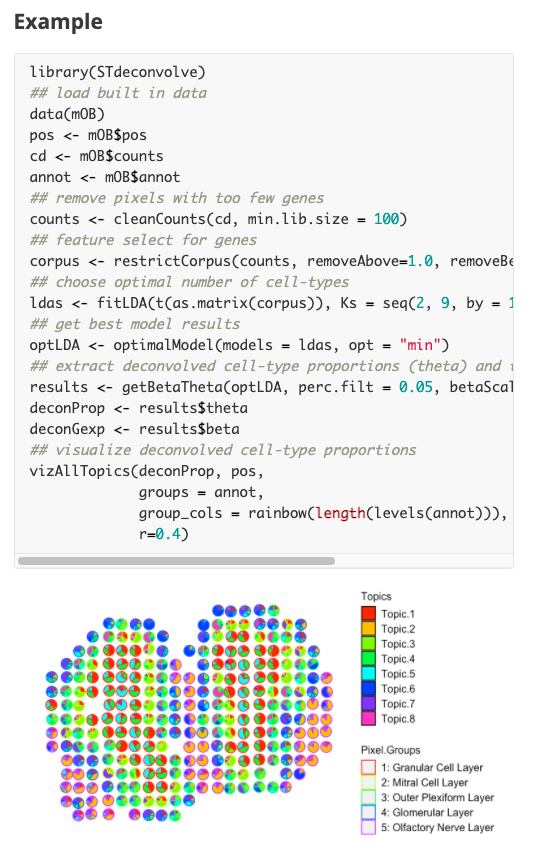 Example
library(STdeconvolve)
## load built in data
data(mOB)
pos <- mOB$pos
cd <- mOB$counts
annot <- mOB$annot
## remove pixels with too few genes
counts <- cleanCounts(cd, min.lib.size = 100)
## feature select for genes
corpus <- restrictCorpus(counts, removeAbove=1.0, removeBe
## choose optimal number of cell-types
ldas <- fitLDA(t(as.matrix(corpus)), Ks = seq(2, 9, by = 1
## get best model results
optLDA <- optimalModel(models = ldas, opt = "min")
## extract deconvolved cell-type proportions (theta) and t
results <- getBetaTheta(optLDA, perc.filt = 0.05, betaScal
deconProp <- results$theta
deconGexp <- results$beta
## visualize deconvolved cell-type proportions
vizAllTopics(deconProp, pos,
groups = annot,
group_cols = rainbow(length(levels(annot))),
r=0.4)
Topics
Topic.1
Topic.2
Topic.3
Topic.4
Topic.5
Topic.6
Topic.7
Topic.8
Pixel.Groups
1: Granular Cell Layer
2: Mitral Cell Layer
3: Outer Plexiform Layer
4: Glomerular Layer
5: Olfactory Nerve Layer